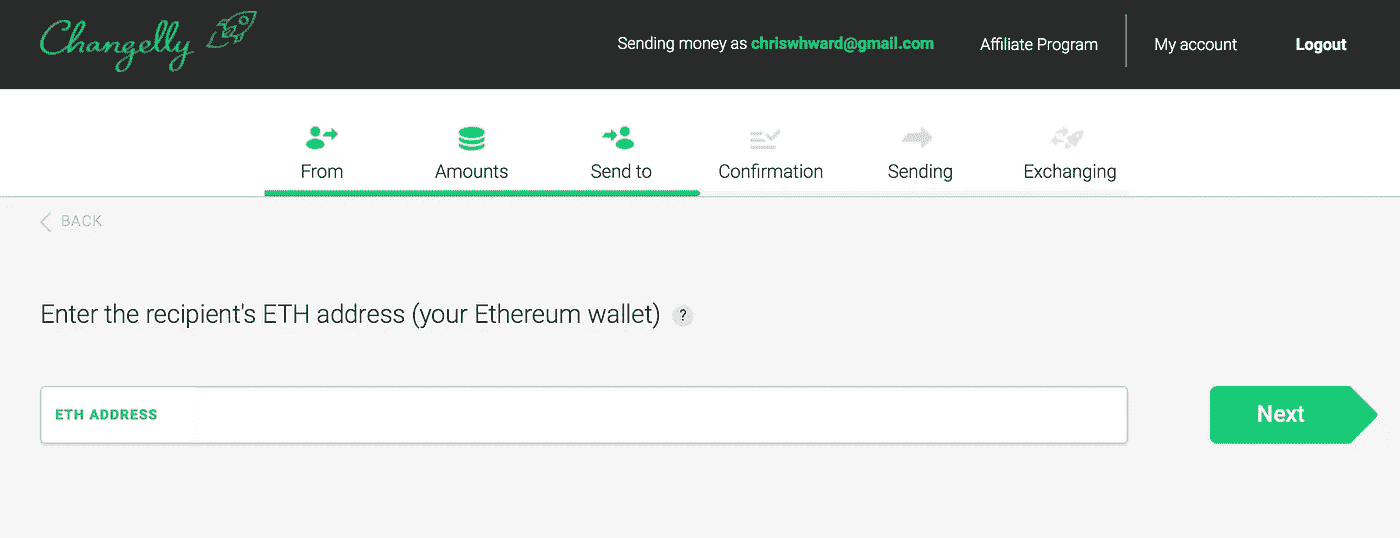 Changelly
Sending money as chriswhward@gmail.com
Affiliate Program
My account
Logout
From
Amounts
Send to
Confirmation
Sending
Exchanging
BACK
Enter the recipient's ETH address (your Ethereum wallet) ?
ETH ADDRESS
Next